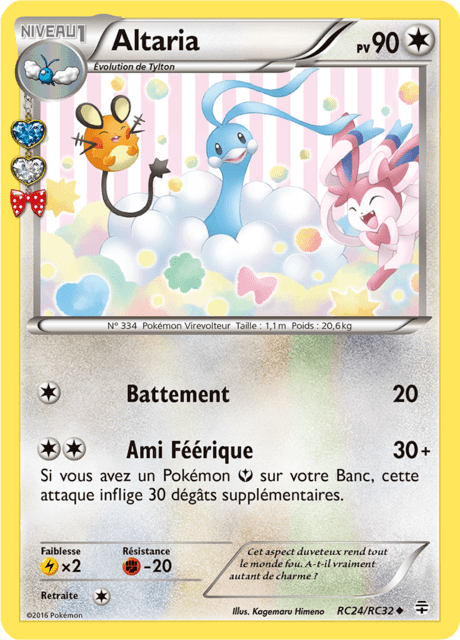 NIVEAU 1
Altaria
PV 90
Évolution de Tylton
N° 334 Pokémon Virevolteur Taille : 1,1 m Poids : 20,6 kg
Battement 20
Ami Féérique 30+
Si vous avez un Pokémon sur votre Banc, cette
attaque inflige 30 dégâts supplémentaires.
Faiblesse
×2
Résistance
-20
Retraite
Cet aspect duveteux rend tout
le monde fou. A-t-il vraiment
autant de charme ?
©2016 Pokémon
Illus. Kagemaru Himeno
RC24/RC32